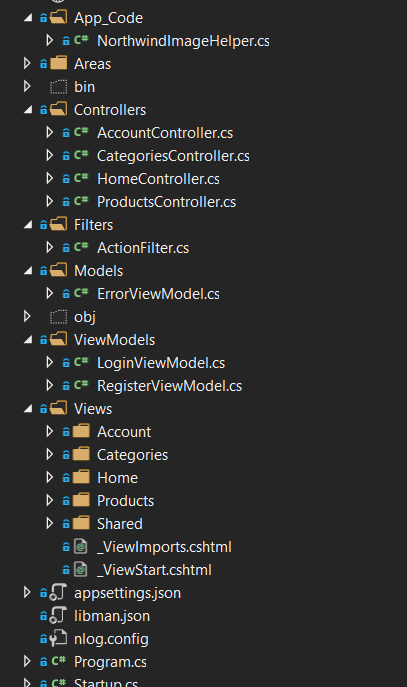 App_Code
C# NorthwindImageHelper.cs
Areas
bin
Controllers
C# AccountController.cs
C# CategoriesController.cs
C# HomeController.cs
C# ProductsController.cs
Filters
C# ActionFilter.cs
Models
C# ErrorViewModel.cs
obj
ViewModels
C# LoginViewModel.cs
C# RegisterViewModel.cs
Views
Account
Categories
Home
Products
Shared
_ViewImports.cshtml
_ViewStart.cshtml
appsettings.json
libman.json
nlog.config
C# Program.cs
C# Startup.cs